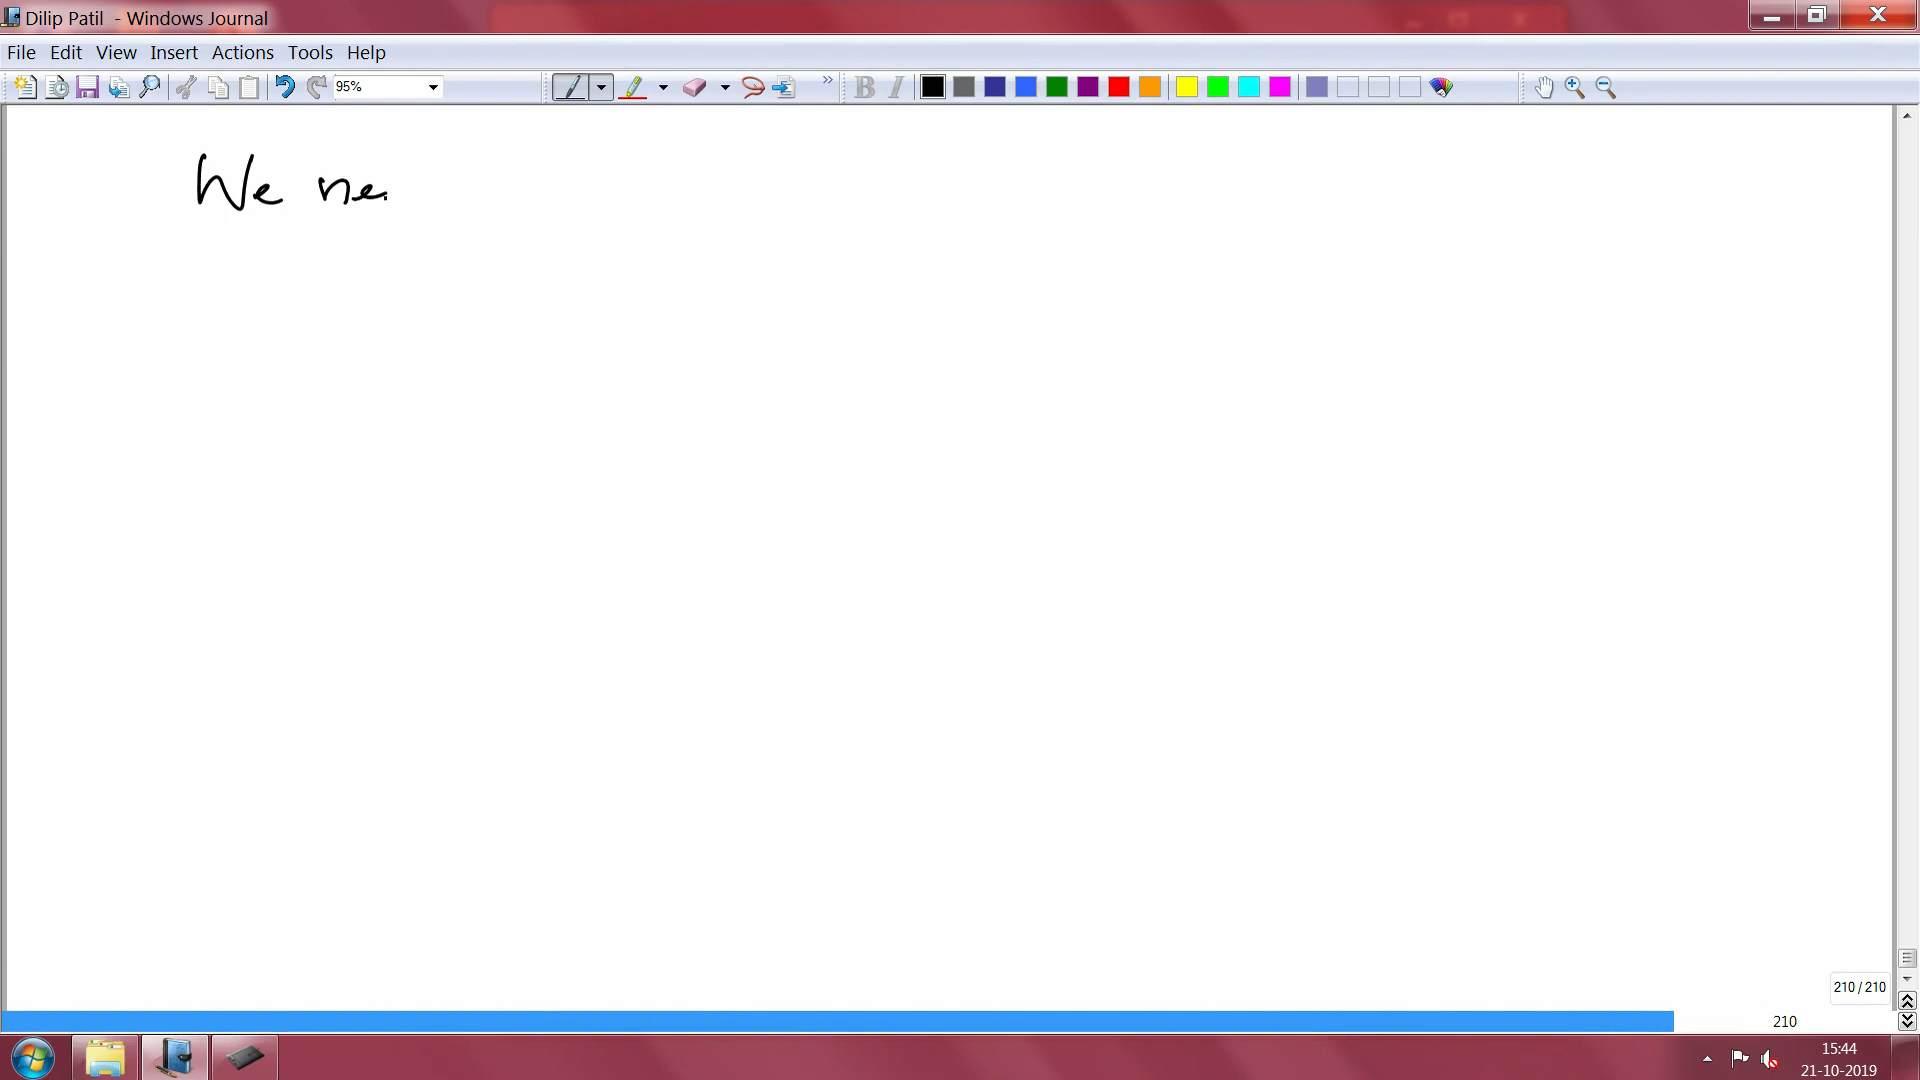 Dilip Patil - Windows Journal
File Edit View Insert Actions Tools Help
95%
B I
We ne
210 / 210
210
15:44
21-10-2019